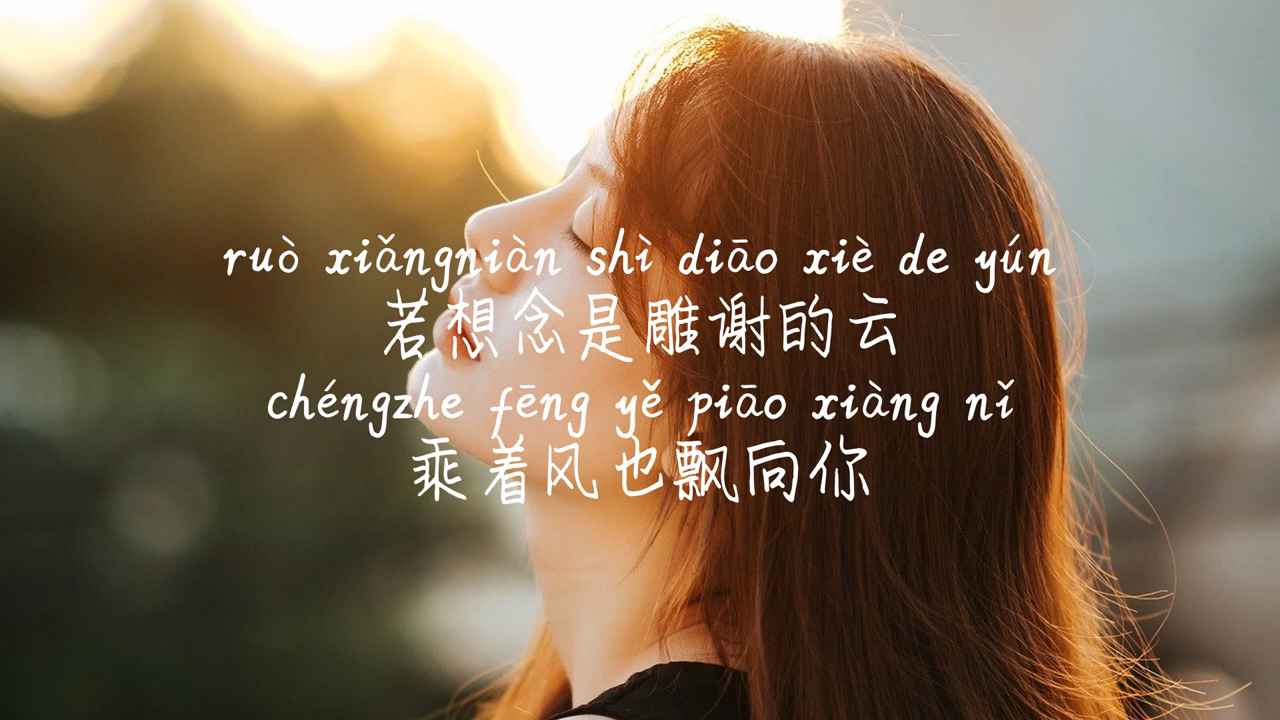 ruò xiǎngniàn shì diāo xiè de yún
若想念是雕谢的云
chéngzhe fēng yě piāo xiàng nǐ
乘着风也飘向你